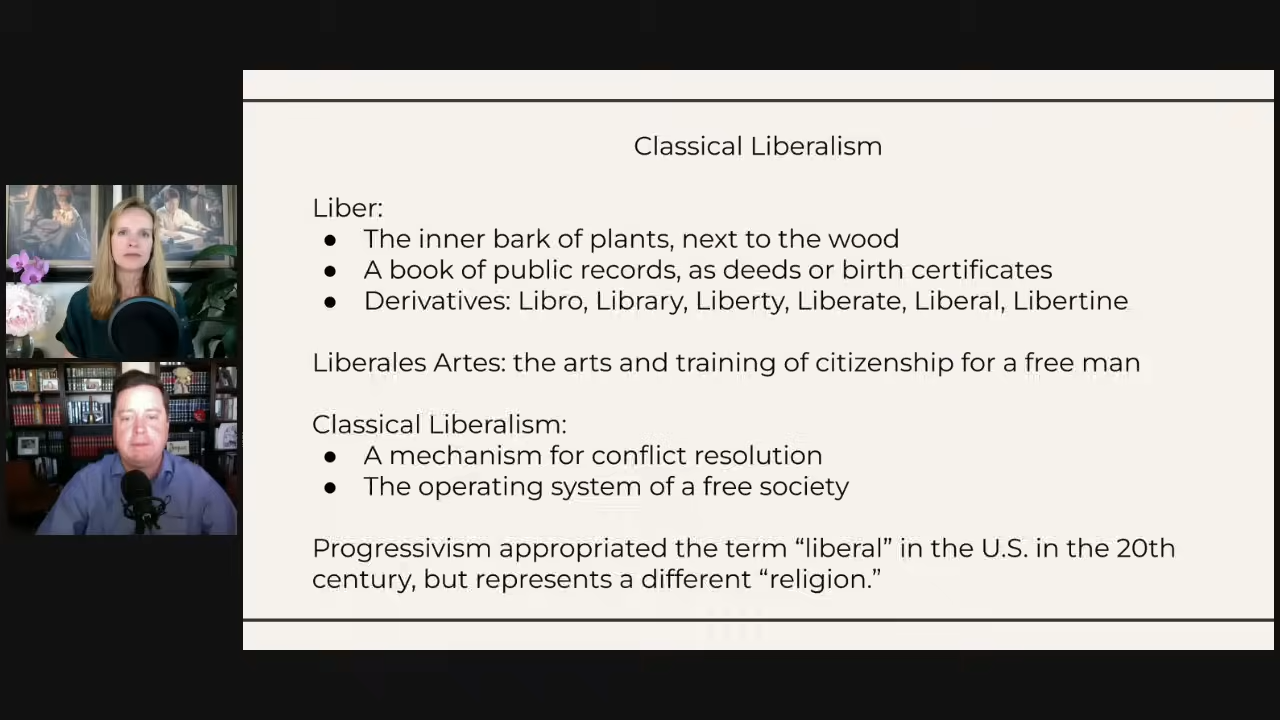 Classical Liberalism
Liber:
● The inner bark of plants, next to the wood
● A book of public records, as deeds or birth certificates
● Derivatives: Libro, Library, Liberty, Liberate, Liberal, Libertine
Liberales Artes: the arts and training of citizenship for a free man
Classical Liberalism:
● A mechanism for conflict resolution
● The operating system of a free society
Progressivism appropriated the term “liberal” in the U.S. in the 20th
century, but represents a different “religion.”